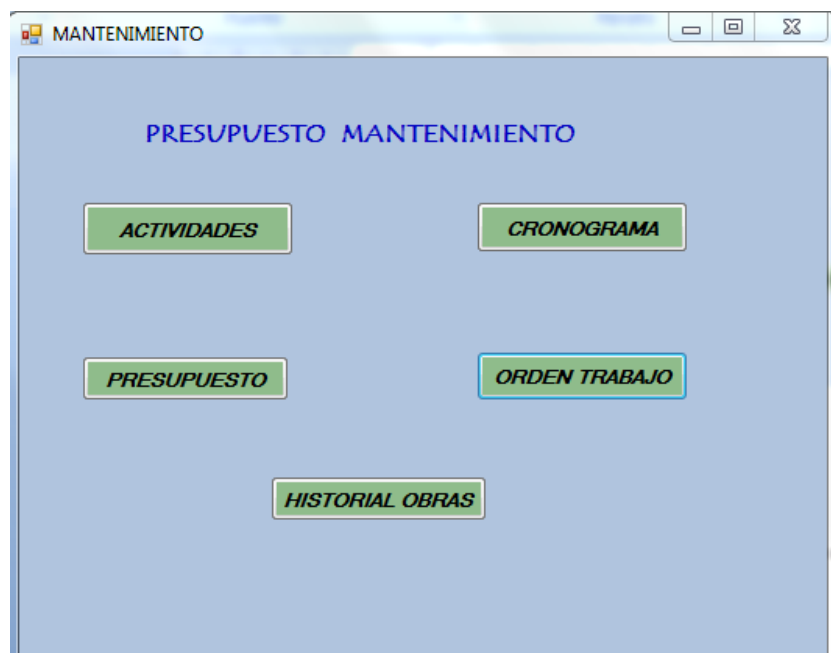 MANTENIMIENTO
PRESUPUESTO MANTENIMIENTO
ACTIVIDADES
CRONOGRAMA
PRESUPUESTO
ORDEN TRABAJO
HISTORIAL OBRAS